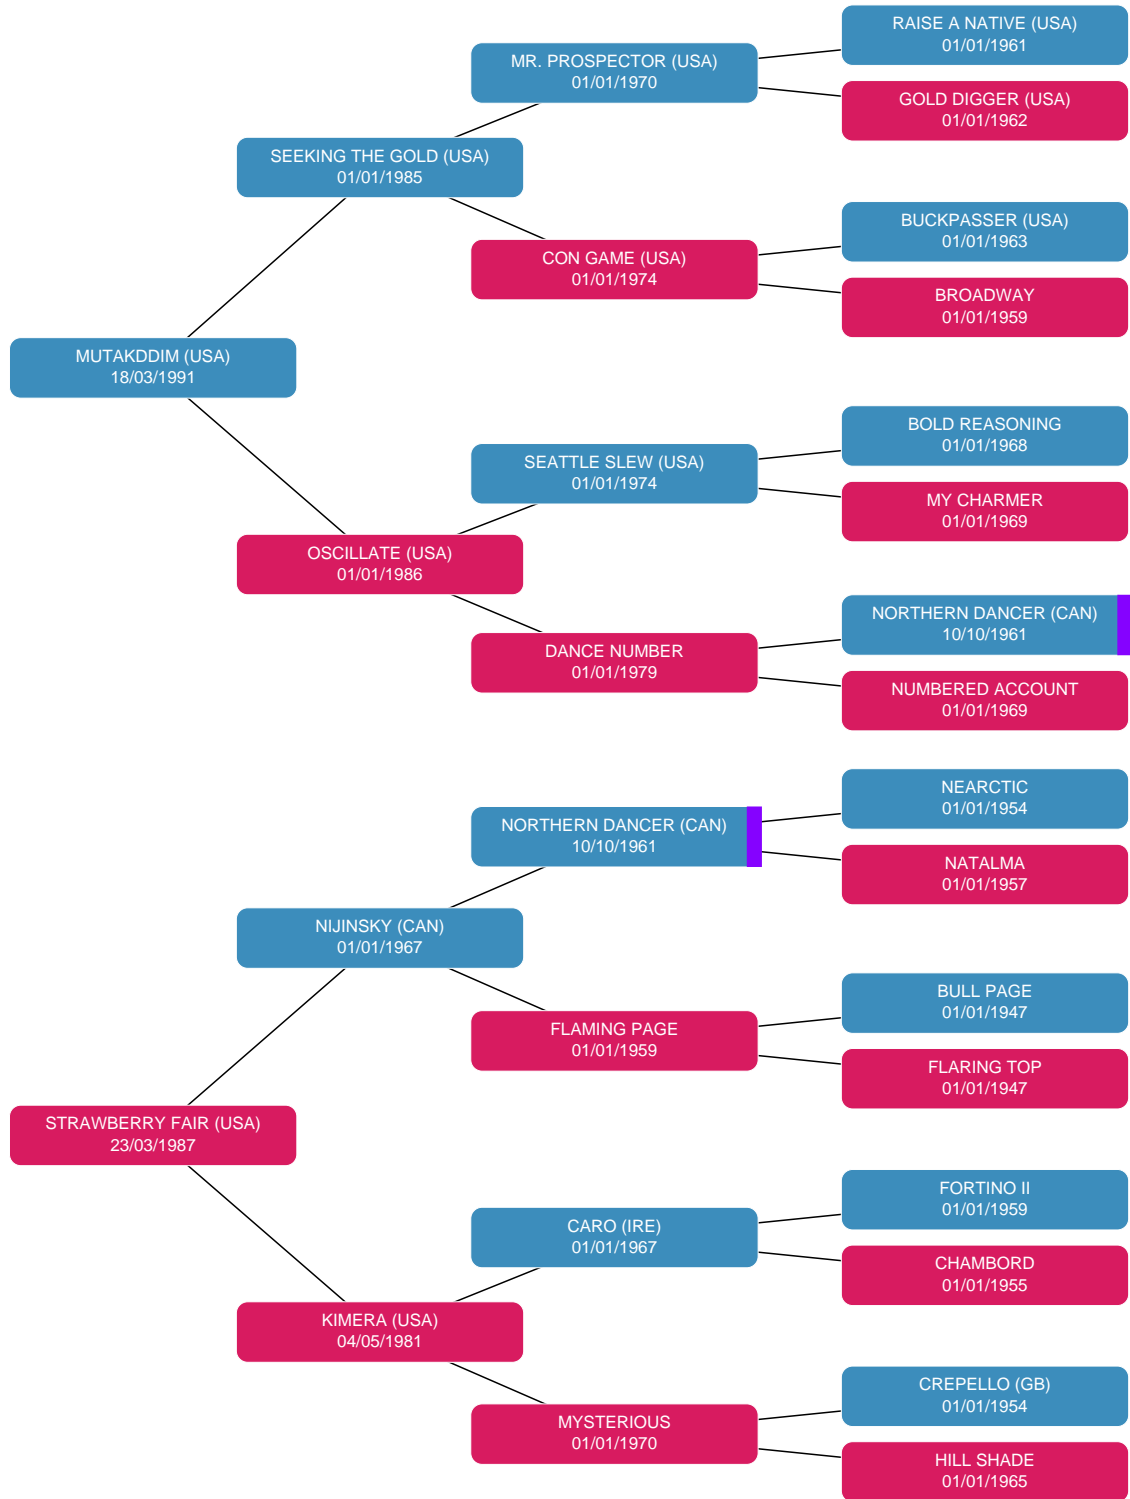 RAISE A NATIVE (USA)
01/01/1961
MR. PROSPECTOR (USA)
01/01/1970
GOLD DIGGER (USA)
01/01/1962
SEEKING THE GOLD (USA)
01/01/1985
BUCKPASSER (USA)
01/01/1963
CON GAME (USA)
01/01/1974
BROADWAY
01/01/1959
MUTAKDDIM (USA)
18/03/1991
BOLD REASONING
01/01/1968
SEATTLE SLEW (USA)
01/01/1974
MY CHARMER
01/01/1969
OSCILLATE (USA)
01/01/1986
NORTHERN DANCER (CAN)
10/10/1961
DANCE NUMBER
01/01/1979
NUMBERED ACCOUNT
01/01/1969
NEARCTIC
01/01/1954
NORTHERN DANCER (CAN)
10/10/1961
NATALMA
01/01/1957
NIJINSKY (CAN)
01/01/1967
BULL PAGE
01/01/1947
FLAMING PAGE
01/01/1959
FLARING TOP
01/01/1947
STRAWBERRY FAIR (USA)
23/03/1987
FORTINO II
01/01/1959
CARO (IRE)
01/01/1967
CHAMBORD
01/01/1955
KIMERA (USA)
04/05/1981
CREPELLO (GB)
01/01/1954
MYSTERIOUS
01/01/1970
HILL SHADE
01/01/1965